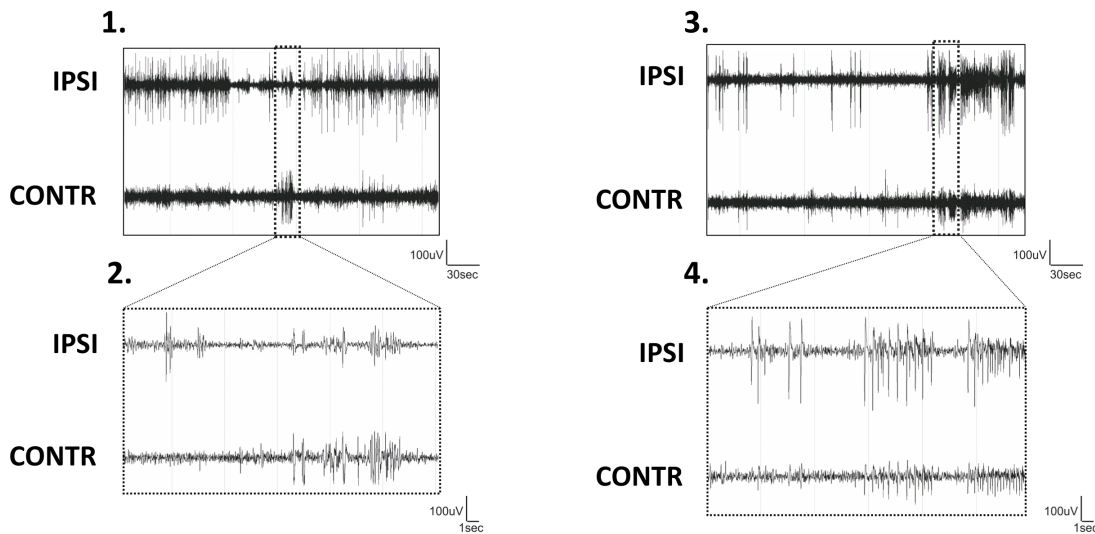 1.
IPSI
CONTR
100uV
30sec
2.
IPSI
CONTR
100uV
1sec
3.
IPSI
CONTR
100uV
30sec
4.
IPSI
CONTR
100uV
1sec